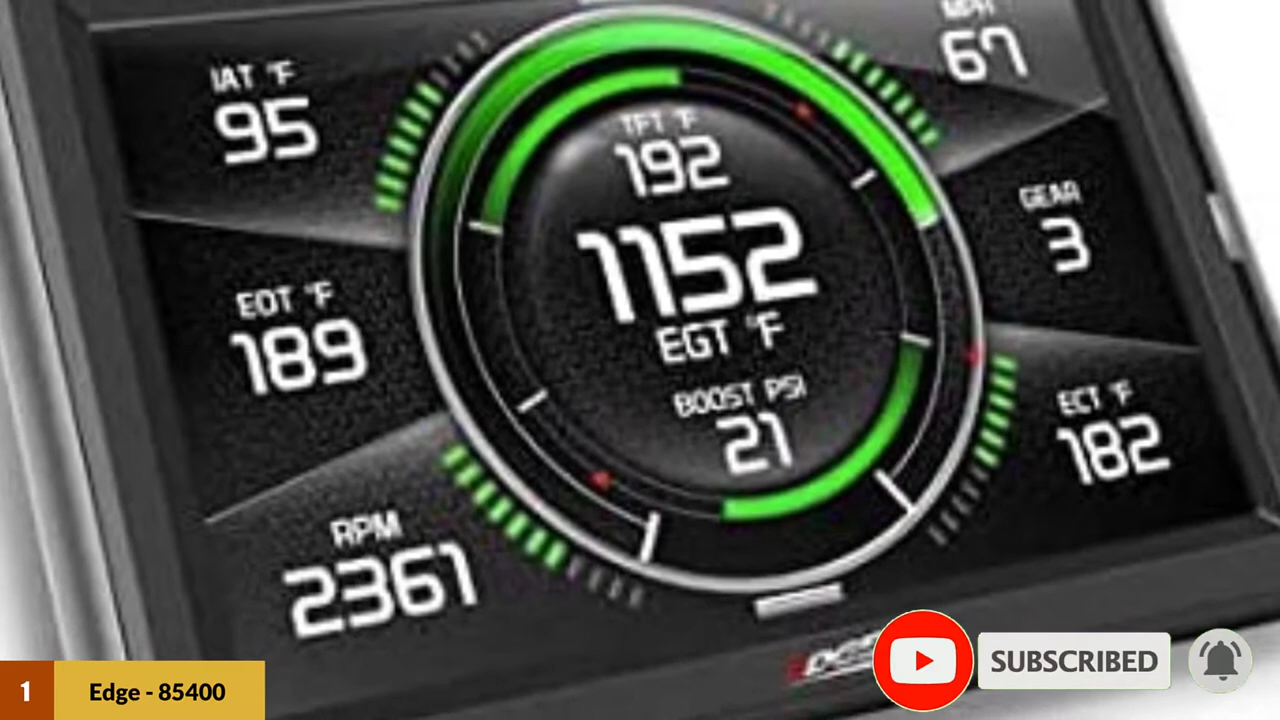 IAT °F
95
MPH
67
TFT °F
192
1152
EGT °F
BOOST PSI
21
GEAR
3
EOT °F
189
ECT °F
182
RPM
2361
SUBSCRIBED
1
Edge - 85400